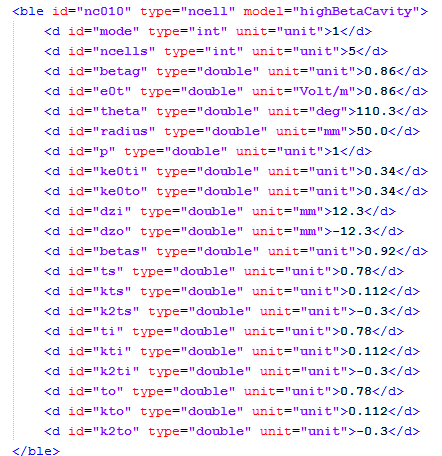 <ble id="nc010" type="ncell" model="highBetaCavity">
<d id="mode" type="int" unit="unit">1</d>
<d id="ncells" type="int" unit="unit">5</d>
<d id="betag" type="double" unit="unit">0.86</d>
<d id="e0t" type="double" unit="Volt/m">0.86</d>
<d id="theta" type="double" unit="deg">110.3</d>
<d id="radius" type="double" unit="mm">50.0</d>
<d id="p" type="double" unit="unit">1</d>
<d id="ke0ti" type="double" unit="unit">0.34</d>
<d id="ke0to" type="double" unit="unit">0.34</d>
<d id="dzi" type="double" unit="mm">12.3</d>
<d id="dzo" type="double" unit="mm">-12.3</d>
<d id="betas" type="double" unit="unit">0.92</d>
<d id="ts" type="double" unit="unit">0.78</d>
<d id="kts" type="double" unit="unit">0.112</d>
<d id="k2ts" type="double" unit="unit">-0.3</d>
<d id="ti" type="double" unit="unit">0.78</d>
<d id="kti" type="double" unit="unit">0.112</d>
<d id="k2ti" type="double" unit="unit">-0.3</d>
<d id="to" type="double" unit="unit">0.78</d>
<d id="kto" type="double" unit="unit">0.112</d>
<d id="k2to" type="double" unit="unit">-0.3</d>
</ble>